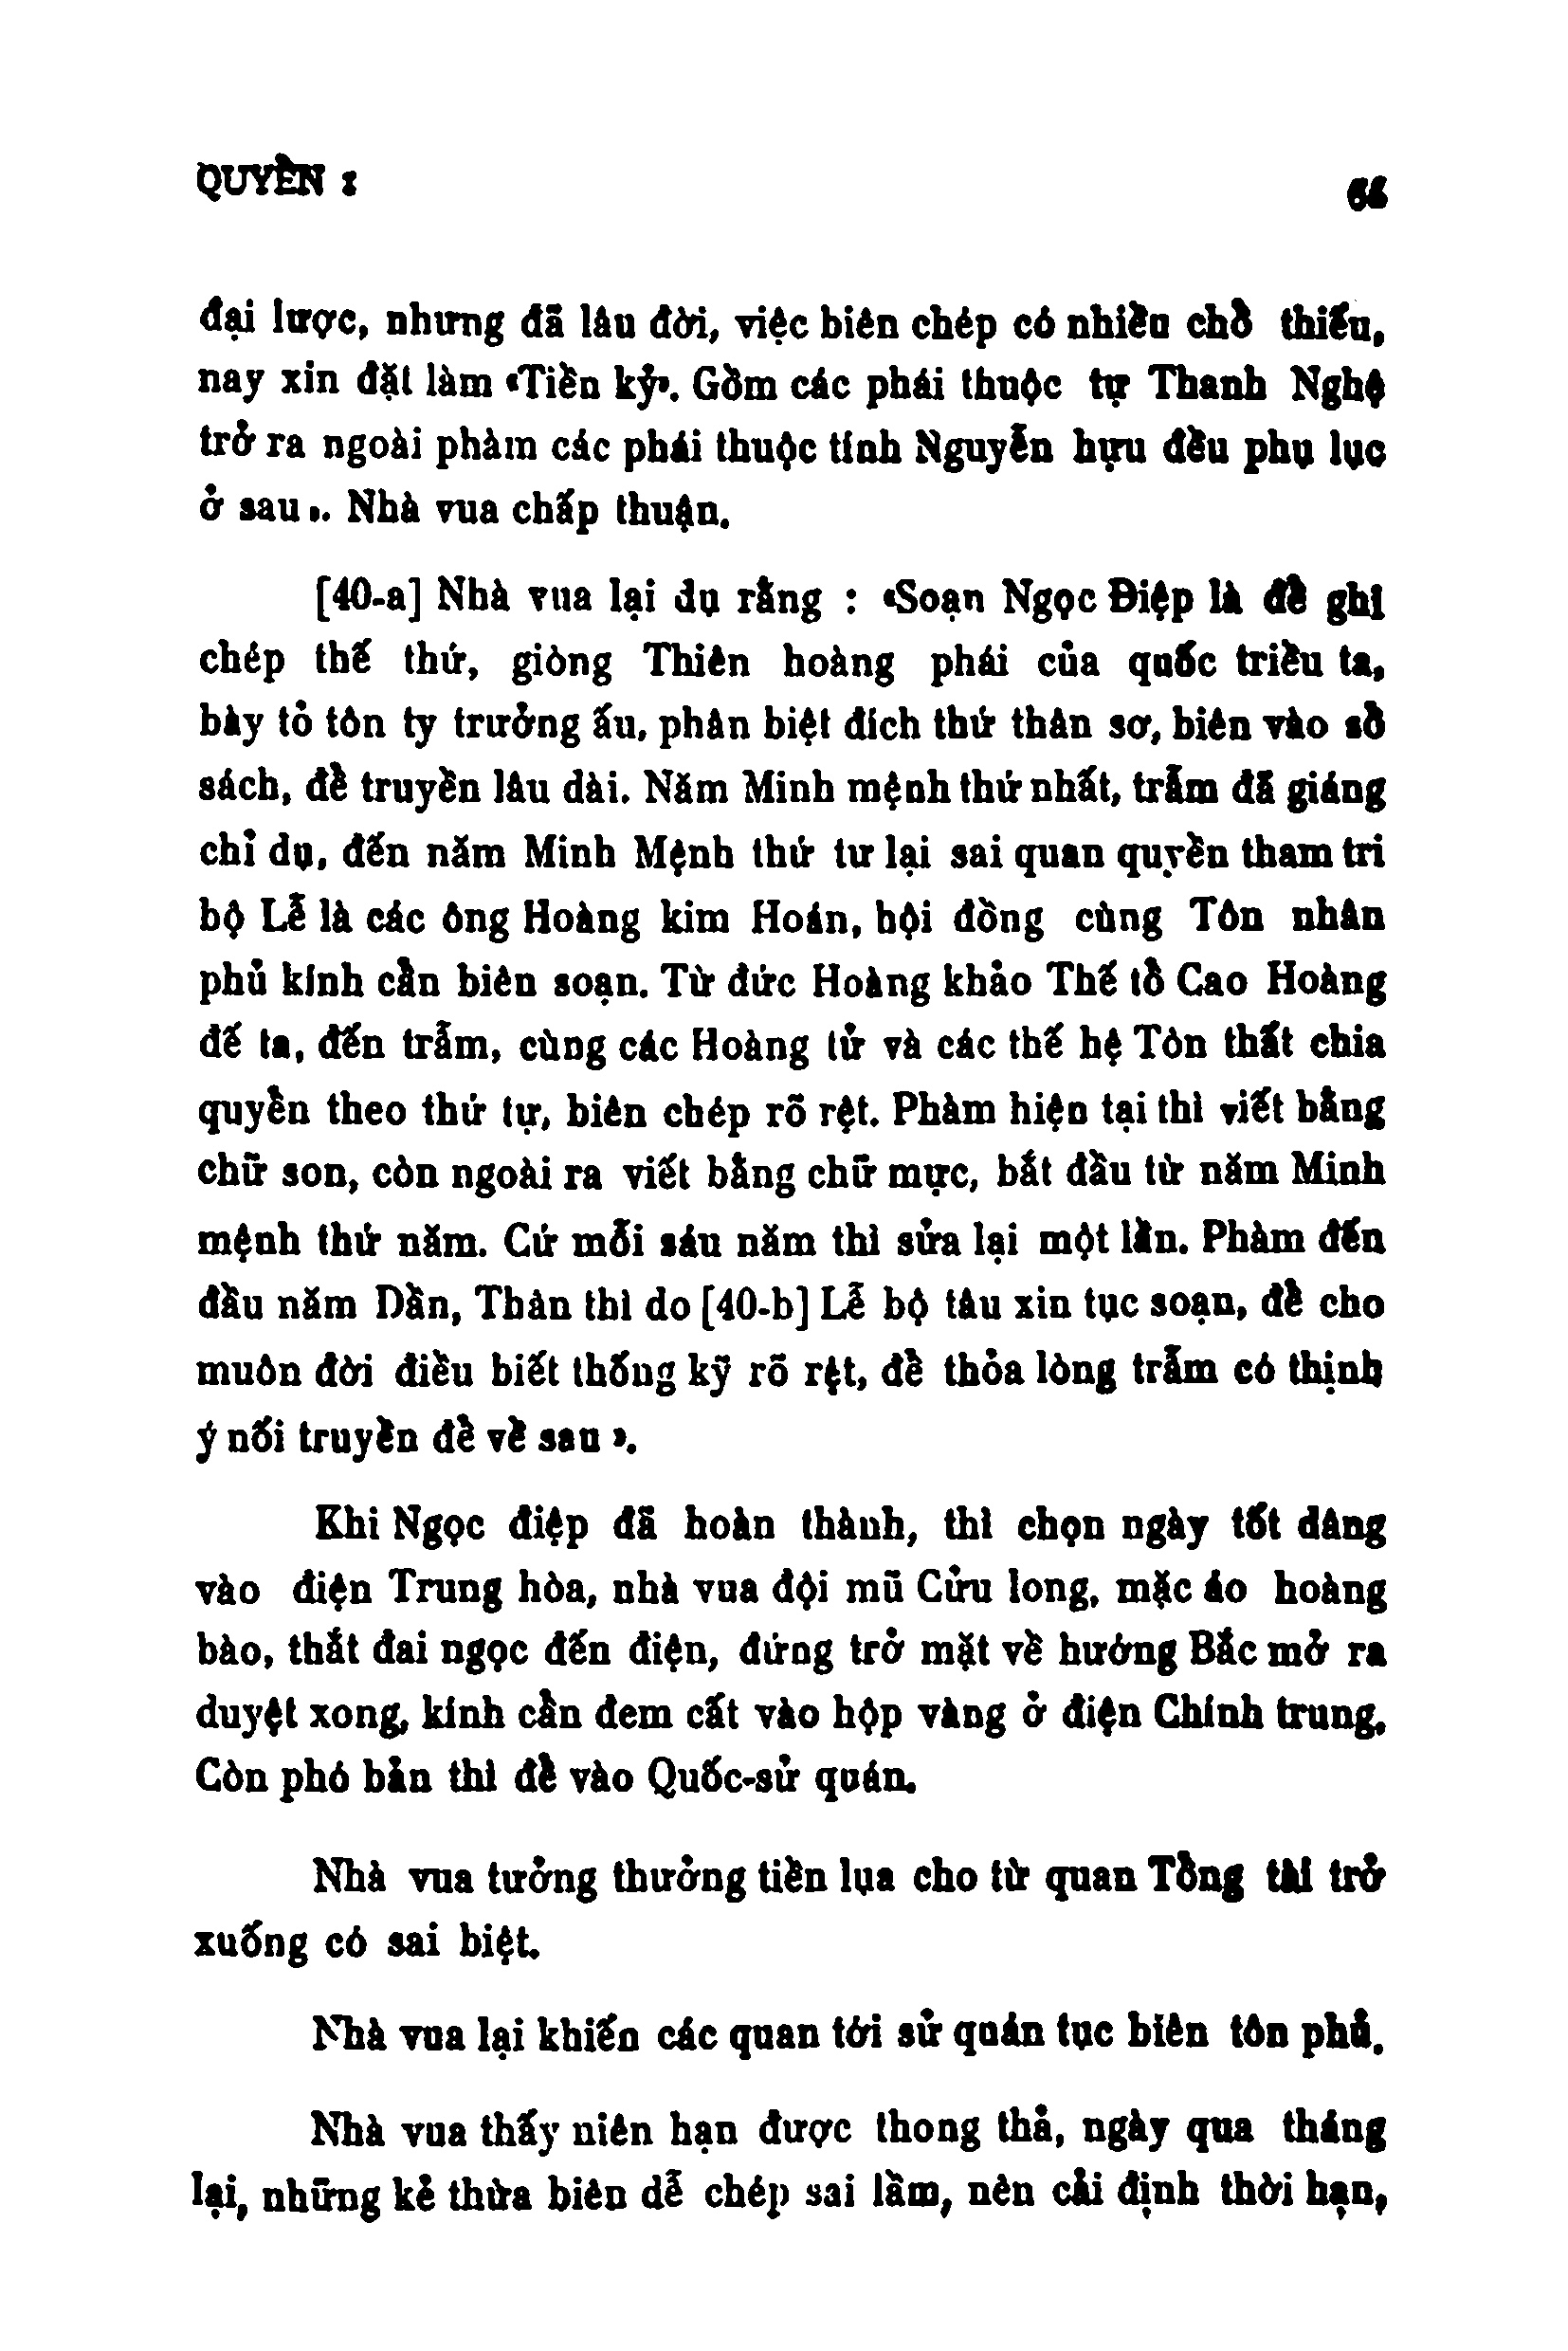 QUYỀN I
66
đại lược, nhưng đã lâu đời, việc biên chép có nhiều chỗ thiếu,
nay xin đặt làm «Tiền kỷ». Gồm các phái thuộc tự Thanh Nghệ
trở ra ngoài phàm các phái thuộc tính Nguyễn hựu đều phụ lục
ở sau». Nhà vua chấp thuận.
[40-a] Nhà vua lại dụ rằng : «Soạn Ngọc Điệp là để ghi
chép thế thứ, giòng Thiên hoàng phái của quốc triều ta,
bày tỏ tôn ty trưởng ấu, phân biệt đích thứ thân sơ, biên vào sổ
sách, để truyền lâu dài. Năm Minh mệnh thứ nhất, trẫm đã giáng
chỉ dụ, đến năm Minh Mệnh thứ tư lại sai quan quyền tham tri
bộ Lễ là các ông Hoàng kim Hoán, hội đồng cùng Tôn nhân
phủ kính cẩn biên soạn. Từ đức Hoàng khảo Thế tổ Cao Hoàng
đế ta, đến trẫm, cùng các Hoàng tử và các thế hệ Tôn thất chia
quyển theo thứ tự, biên chép rõ rệt. Phàm hiện tại thì viết bằng
chữ son, còn ngoài ra viết bằng chữ mực, bắt đầu từ năm Minh
mệnh thứ năm. Cứ mỗi sáu năm thì sửa lại một lần. Phàm đến
đầu năm Dần, Thân thì do [40-b] Lễ bộ tâu xin tục soạn, để cho
muôn đời điều biết thống kỹ rõ rệt, để thỏa lòng trẫm có thịnh
ý nối truyền để về sau ».
Khi Ngọc điệp đã hoàn thành, thì chọn ngày tốt dâng
vào điện Trung hòa, nhà vua đội mũ Cửu long, mặc áo hoàng
bào, thắt đai ngọc đến điện, đứng trở mặt về hướng Bắc mở ra
duyệt xong, kính cẩn đem cất vào hộp vàng ở điện Chính trung.
Còn phó bản thì để vào Quốc-sử quán.
Nhà vua tưởng thưởng tiền lụa cho từ quan Tổng tài trở
xuống có sai biệt.
Nhà vua lại khiến các quan tới sử quán tục biên tôn phủ.
Nhà vua thấy niên hạn được thong thả, ngày qua tháng
lại, những kẻ thừa biên dễ chép sai lầm, nên cải định thời hạn,